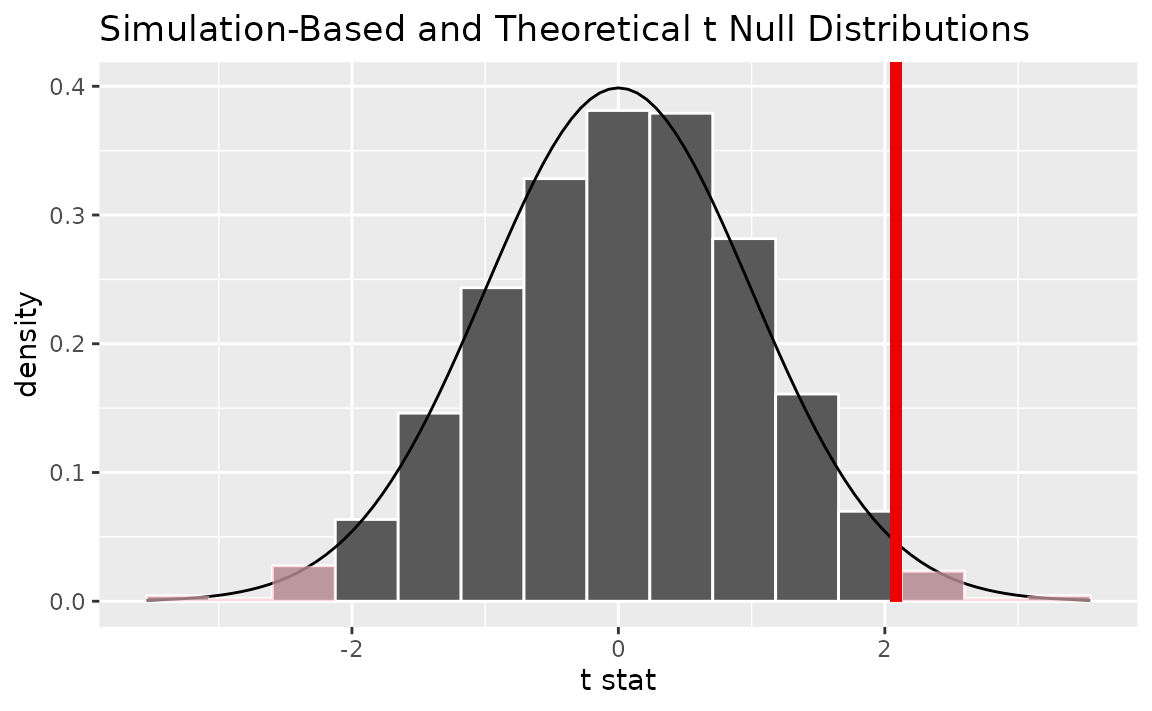 Simulation-Based and Theoretical t Null Distributions
0.4
0.3
0.2
0.1
0.0
density
-2 0 2
t stat